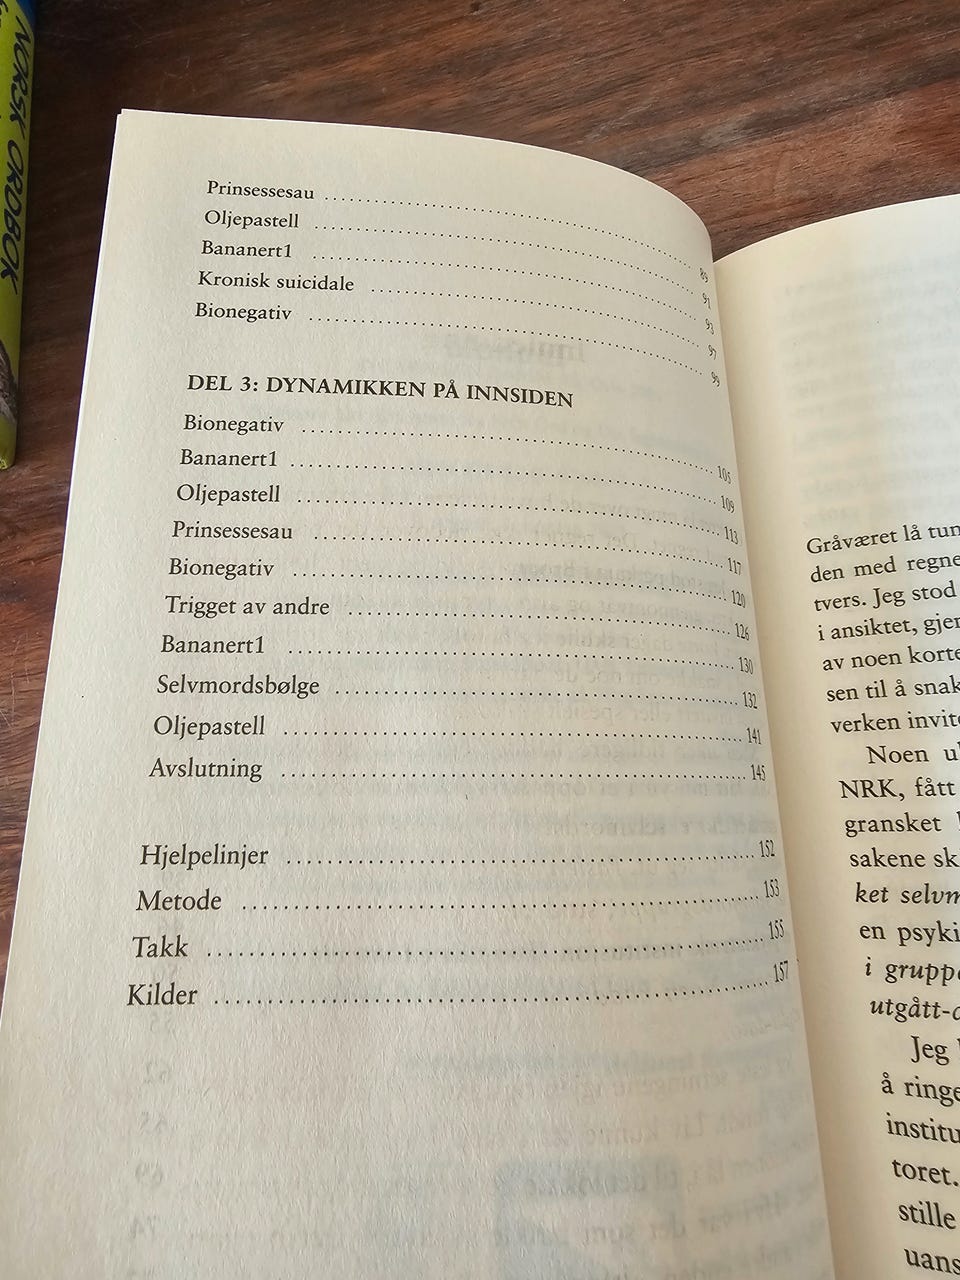 NORSK ORDBOK
Prinsessesau ........ 89
Oljepastell ........ 91
Bananert1 ........ 93
Kronisk suicidale ........ 97
Bionegativ ........ 99
DEL 3: DYNAMIKKEN PÅ INNSIDEN
Bionegativ ........ 105
Bananert1 ........ 109
Oljepastell ........ 113
Prinsessesau ........ 117
Bionegativ ........ 120
Trigget av andre ........ 126
Bananert1 ........ 130
Selvmordsbølge ........ 132
Oljepastell ........ 141
Avslutning ........ 145
Hjelpelinjer ........ 152
Metode ........ 153
Takk ........ 155
Kilder ........ 157
Gråværet lå tun
den med regne
tvers. Jeg stod
i ansiktet, gjer
av noen korte
sen til å snak
verken invite
Noen ul
NRK, fått
gransket
sakene sk
ket selvm
en psyki
i gruppe
utgått-
Jeg
å ringe
institu
toret.
stille
uans